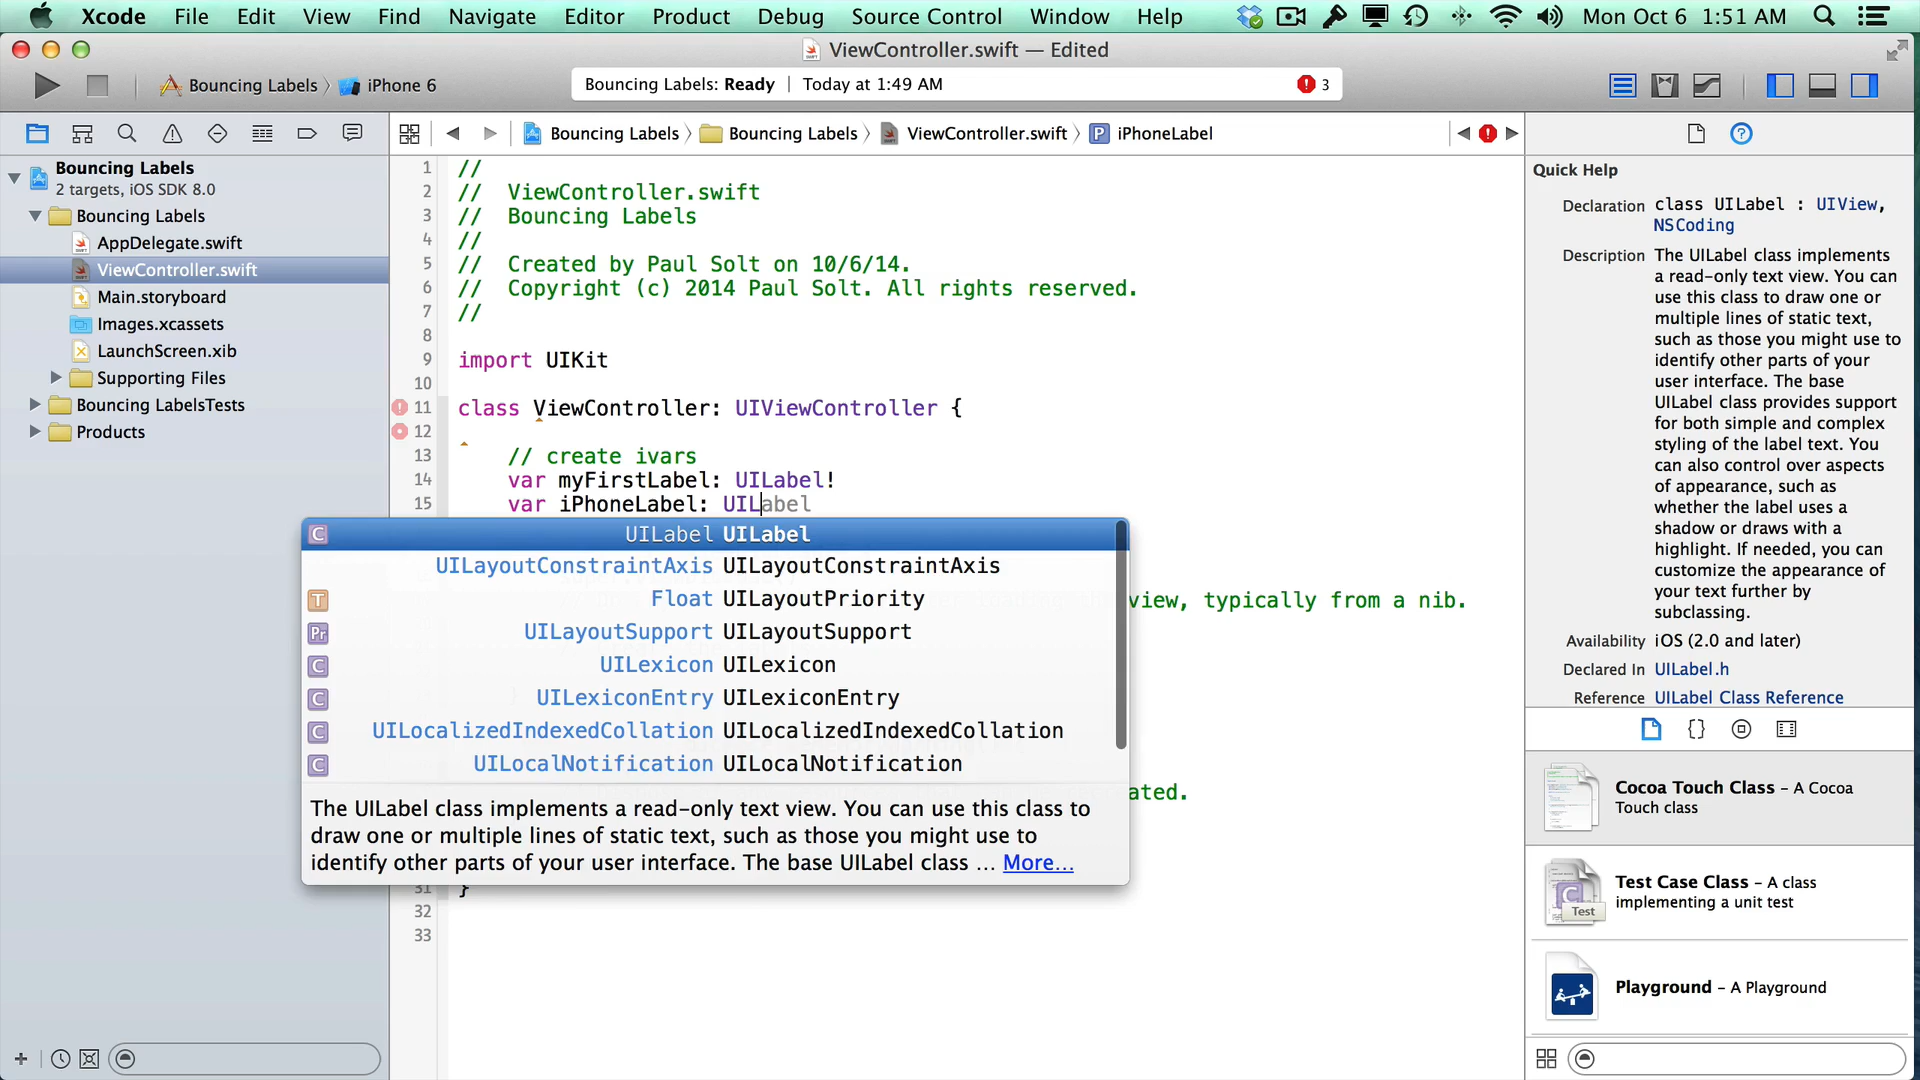 Xcode File Edit View Find Navigate Editor Product Debug Source Control Window Help Mon Oct 6 1:51 AM
ViewController.swift — Edited
Bouncing Labels iPhone 6
Bouncing Labels: Ready | Today at 1:49 AM 3
Bouncing Labels Bouncing Labels ViewController.swift P iPhoneLabel
Bouncing Labels
2 targets, iOS SDK 8.0
Bouncing Labels
AppDelegate.swift
ViewController.swift
Main.storyboard
Images.xcassets
LaunchScreen.xib
Supporting Files
Bouncing LabelsTests
Products
1 //
2 // ViewController.swift
3 // Bouncing Labels
4 //
5 // Created by Paul Solt on 10/6/14.
6 // Copyright (c) 2014 Paul Solt. All rights reserved.
7 //
8
9 import UIKit
10
11 class ViewController: UIViewController {
12
13 // create ivars
14 var myFirstLabel: UILabel!
15 var iPhoneLabel: UILabel
C UILabel UILabel
UILayoutConstraintAxis UILayoutConstraintAxis
T Float UILayoutPriority
Pr UILayoutSupport UILayoutSupport
C UILexicon UILexicon
C UILexiconEntry UILexiconEntry
C UILocalizedIndexedCollation UILocalizedIndexedCollation
C UILocalNotification UILocalNotification
The UILabel class implements a read-only text view. You can use this class to
draw one or multiple lines of static text, such as those you might use to
identify other parts of your user interface. The base UILabel class ... More...
view, typically from a nib.
ated.
31 }
32
33
Quick Help
Declaration class UILabel : UIView,
NSCoding
Description The UILabel class implements
a read-only text view. You can
use this class to draw one or
multiple lines of static text,
such as those you might use to
identify other parts of your
user interface. The base
UILabel class provides support
for both simple and complex
styling of the label text. You
can also control over aspects
of appearance, such as
whether the label uses a
shadow or draws with a
highlight. If needed, you can
customize the appearance of
your text further by
subclassing.
Availability iOS (2.0 and later)
Declared In UILabel.h
Reference UILabel Class Reference
Cocoa Touch Class – A Cocoa
Touch class
Test Case Class – A class
implementing a unit test
C
Test
Playground – A Playground